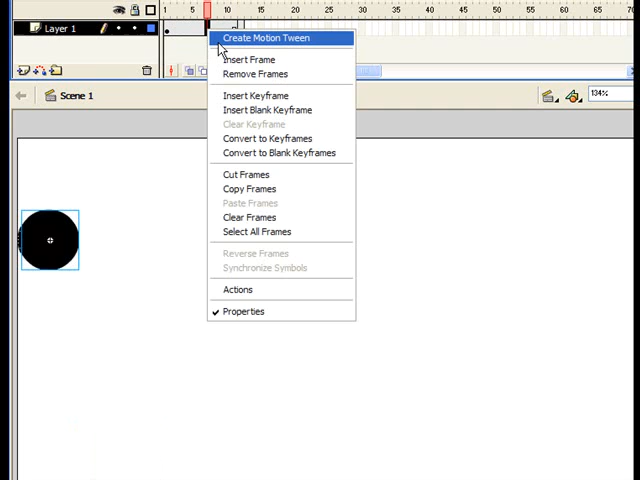 1 5 10 15 20 25 30 35 40 45 50 55 60 65 70
Layer 1
Scene 1
134%
Create Motion Tween
Insert Frame
Remove Frames
Insert Keyframe
Insert Blank Keyframe
Clear Keyframe
Convert to Keyframes
Convert to Blank Keyframes
Cut Frames
Copy Frames
Paste Frames
Clear Frames
Select All Frames
Reverse Frames
Synchronize Symbols
Actions
Properties